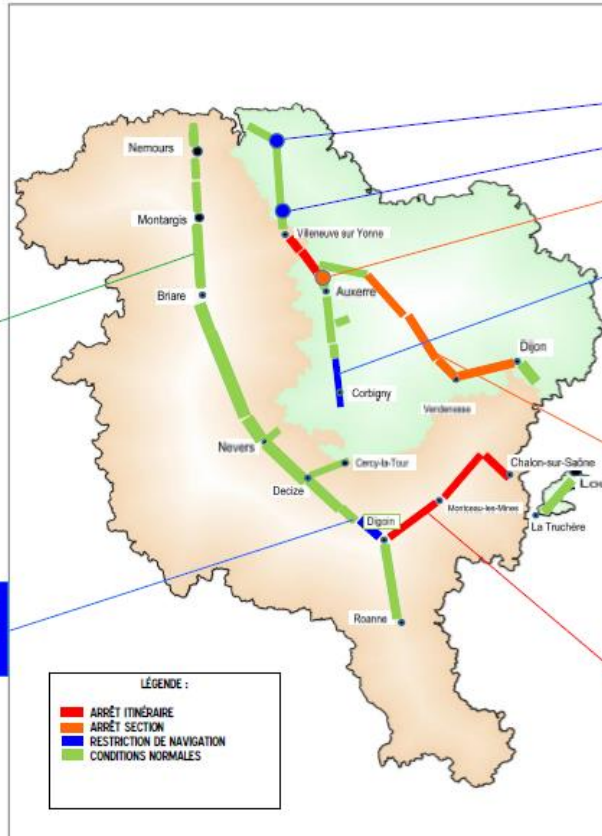 Nemours
Montargis
Villeneuve sur Yonne
Briare
Auxerre
Dijon
Vendenesse
Corbigny
Nevers
Cercy-la-Tour
Chalon-sur-Saône
Decize
Montceau-les-Mines
Digoin
La Truchère
Roanne
LÉGENDE :
ARRÊT ITINÉRAIRE
ARRÊT SECTION
RESTRICTION DE NAVIGATION
CONDITIONS NORMALES